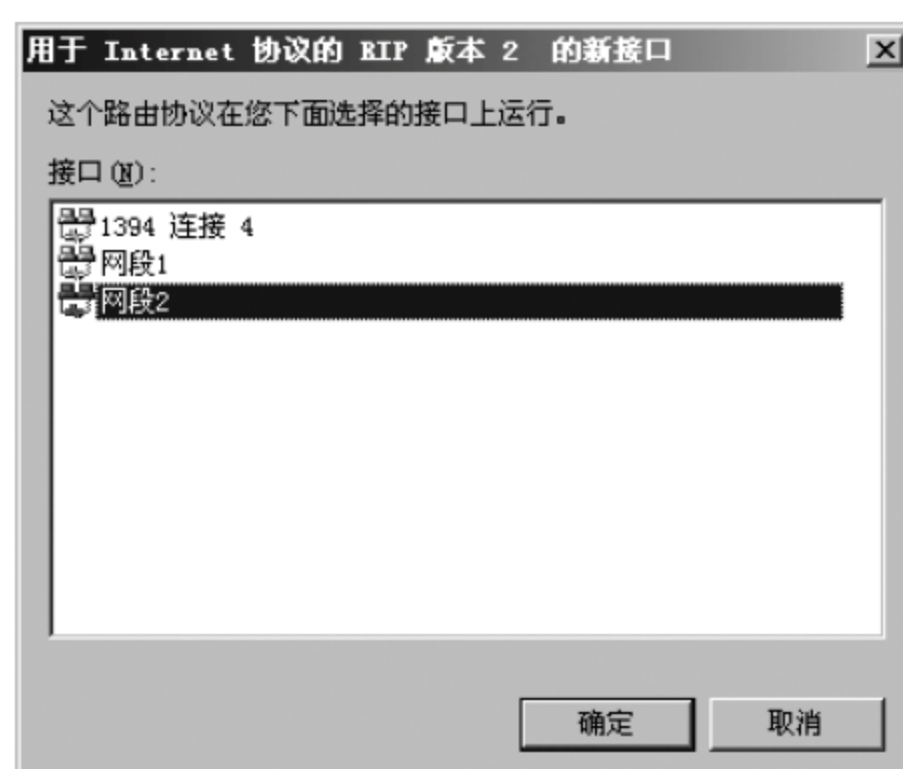 用于 Internet 协议的 RIP 版本 2 的新接口
这个路由协议在您下面选择的接口上运行。
接口(N):
1394 连接 4
网段1
网段2
确定 取消